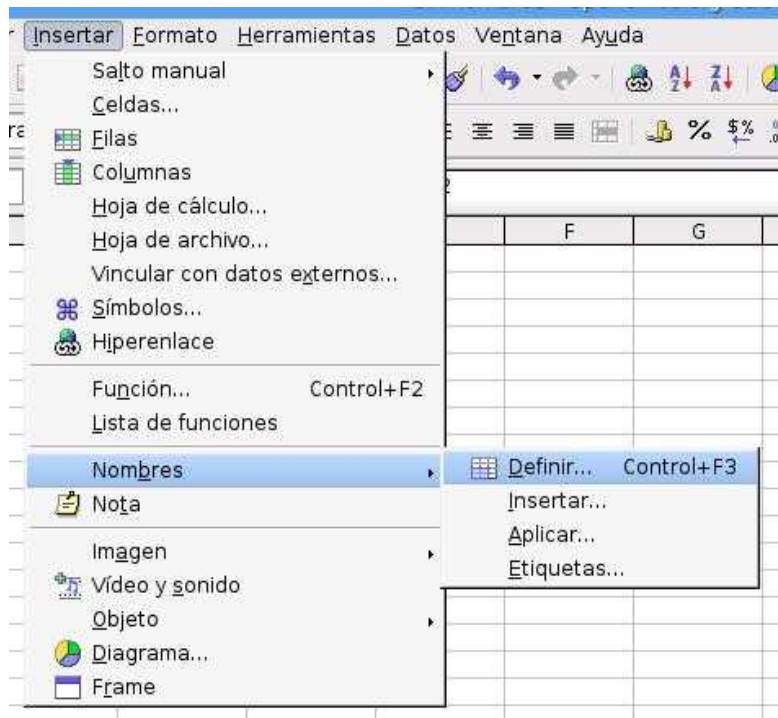 Insertar Formato Herramientas Datos Ventana Ayuda
Salto manual
Celdas...
Filas
Columnas
Hoja de cálculo...
Hoja de archivo...
Vincular con datos externos...
Símbolos...
Hiperenlace
Función... Control+F2
Lista de funciones
Nombres
Nota
Imagen
Vídeo y sonido
Objeto
Diagrama...
Frame
Definir... Control+F3
Insertar...
Aplicar...
Etiquetas...
F G